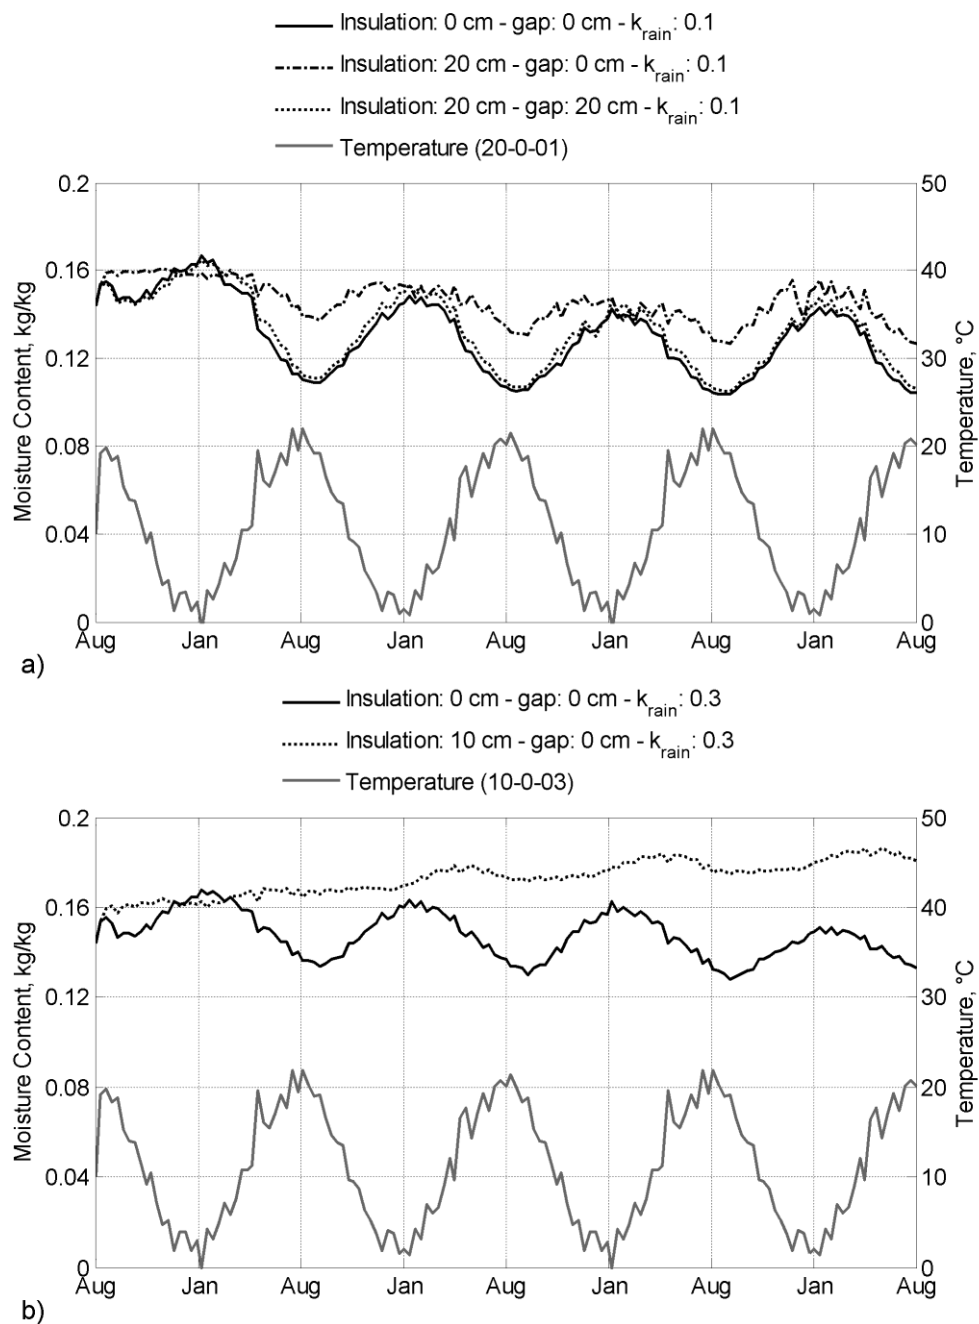 Insulation: 0 cm - gap: 0 cm - k_rain: 0.1
Insulation: 20 cm - gap: 0 cm - k_rain: 0.1
Insulation: 20 cm - gap: 20 cm - k_rain: 0.1
Temperature (20-0-01)
Moisture Content, kg/kg
0.2
0.16
0.12
0.08
0.04
0
50
40
30
20
10
0
Temperature, °C
Aug Jan Aug Jan Aug Jan Aug Jan Aug
a)
Insulation: 0 cm - gap: 0 cm - k_rain: 0.3
Insulation: 10 cm - gap: 0 cm - k_rain: 0.3
Temperature (10-0-03)
Moisture Content, kg/kg
0.2
0.16
0.12
0.08
0.04
0
50
40
30
20
10
0
Temperature, °C
Aug Jan Aug Jan Aug Jan Aug Jan Aug
b)